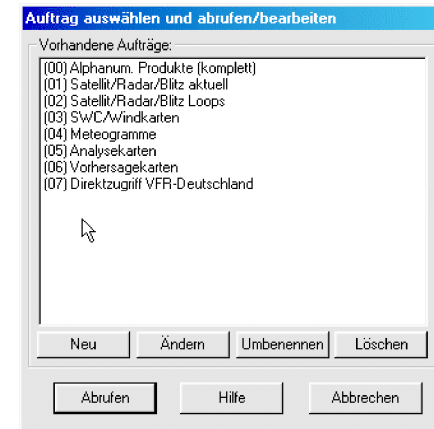 Auftrag auswählen und abrufen/bearbeiten
Vorhandene Aufträge:
(00) Alphanum. Produkte (komplett)
(01) Satellit/Radar/Blitz aktuell
(02) Satellit/Radar/Blitz Loops
(03) SWC/Windkarten
(04) Meteogramme
(05) Analysekarten
(06) Vorhersagekarten
(07) Direktzugriff VFR-Deutschland
Neu Ändern Umbenennen Löschen
Abrufen Hilfe Abbrechen